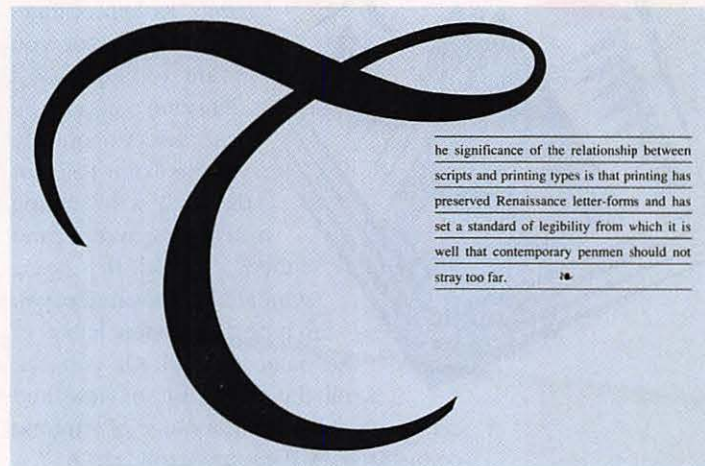 T
he significance of the relationship between
scripts and printing types is that printing has
preserved Renaissance letter-forms and has
set a standard of legibility from which it is
well that contemporary penmen should not
stray too far. ❧